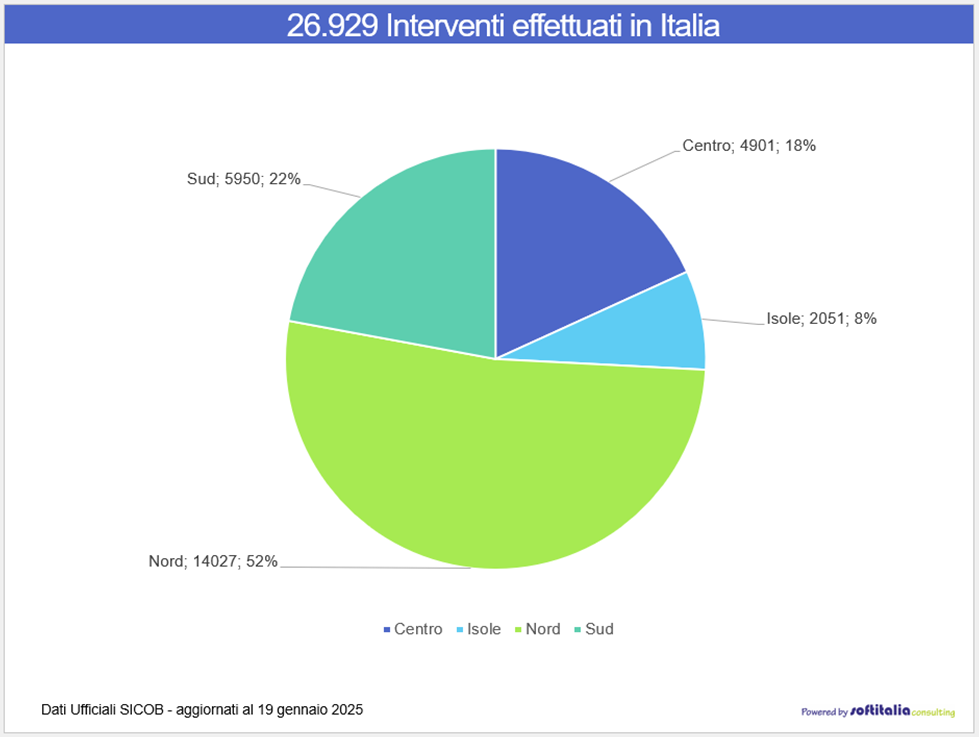 26.929 Interventi effettuati in Italia
Centro; 4901; 18%
Sud; 5950; 22%
Isole; 2051; 8%
Nord; 14027; 52%
Centro Isole Nord Sud
Dati Ufficiali SICOB - aggiornati al 19 gennaio 2025
Powered by softitalia consulting